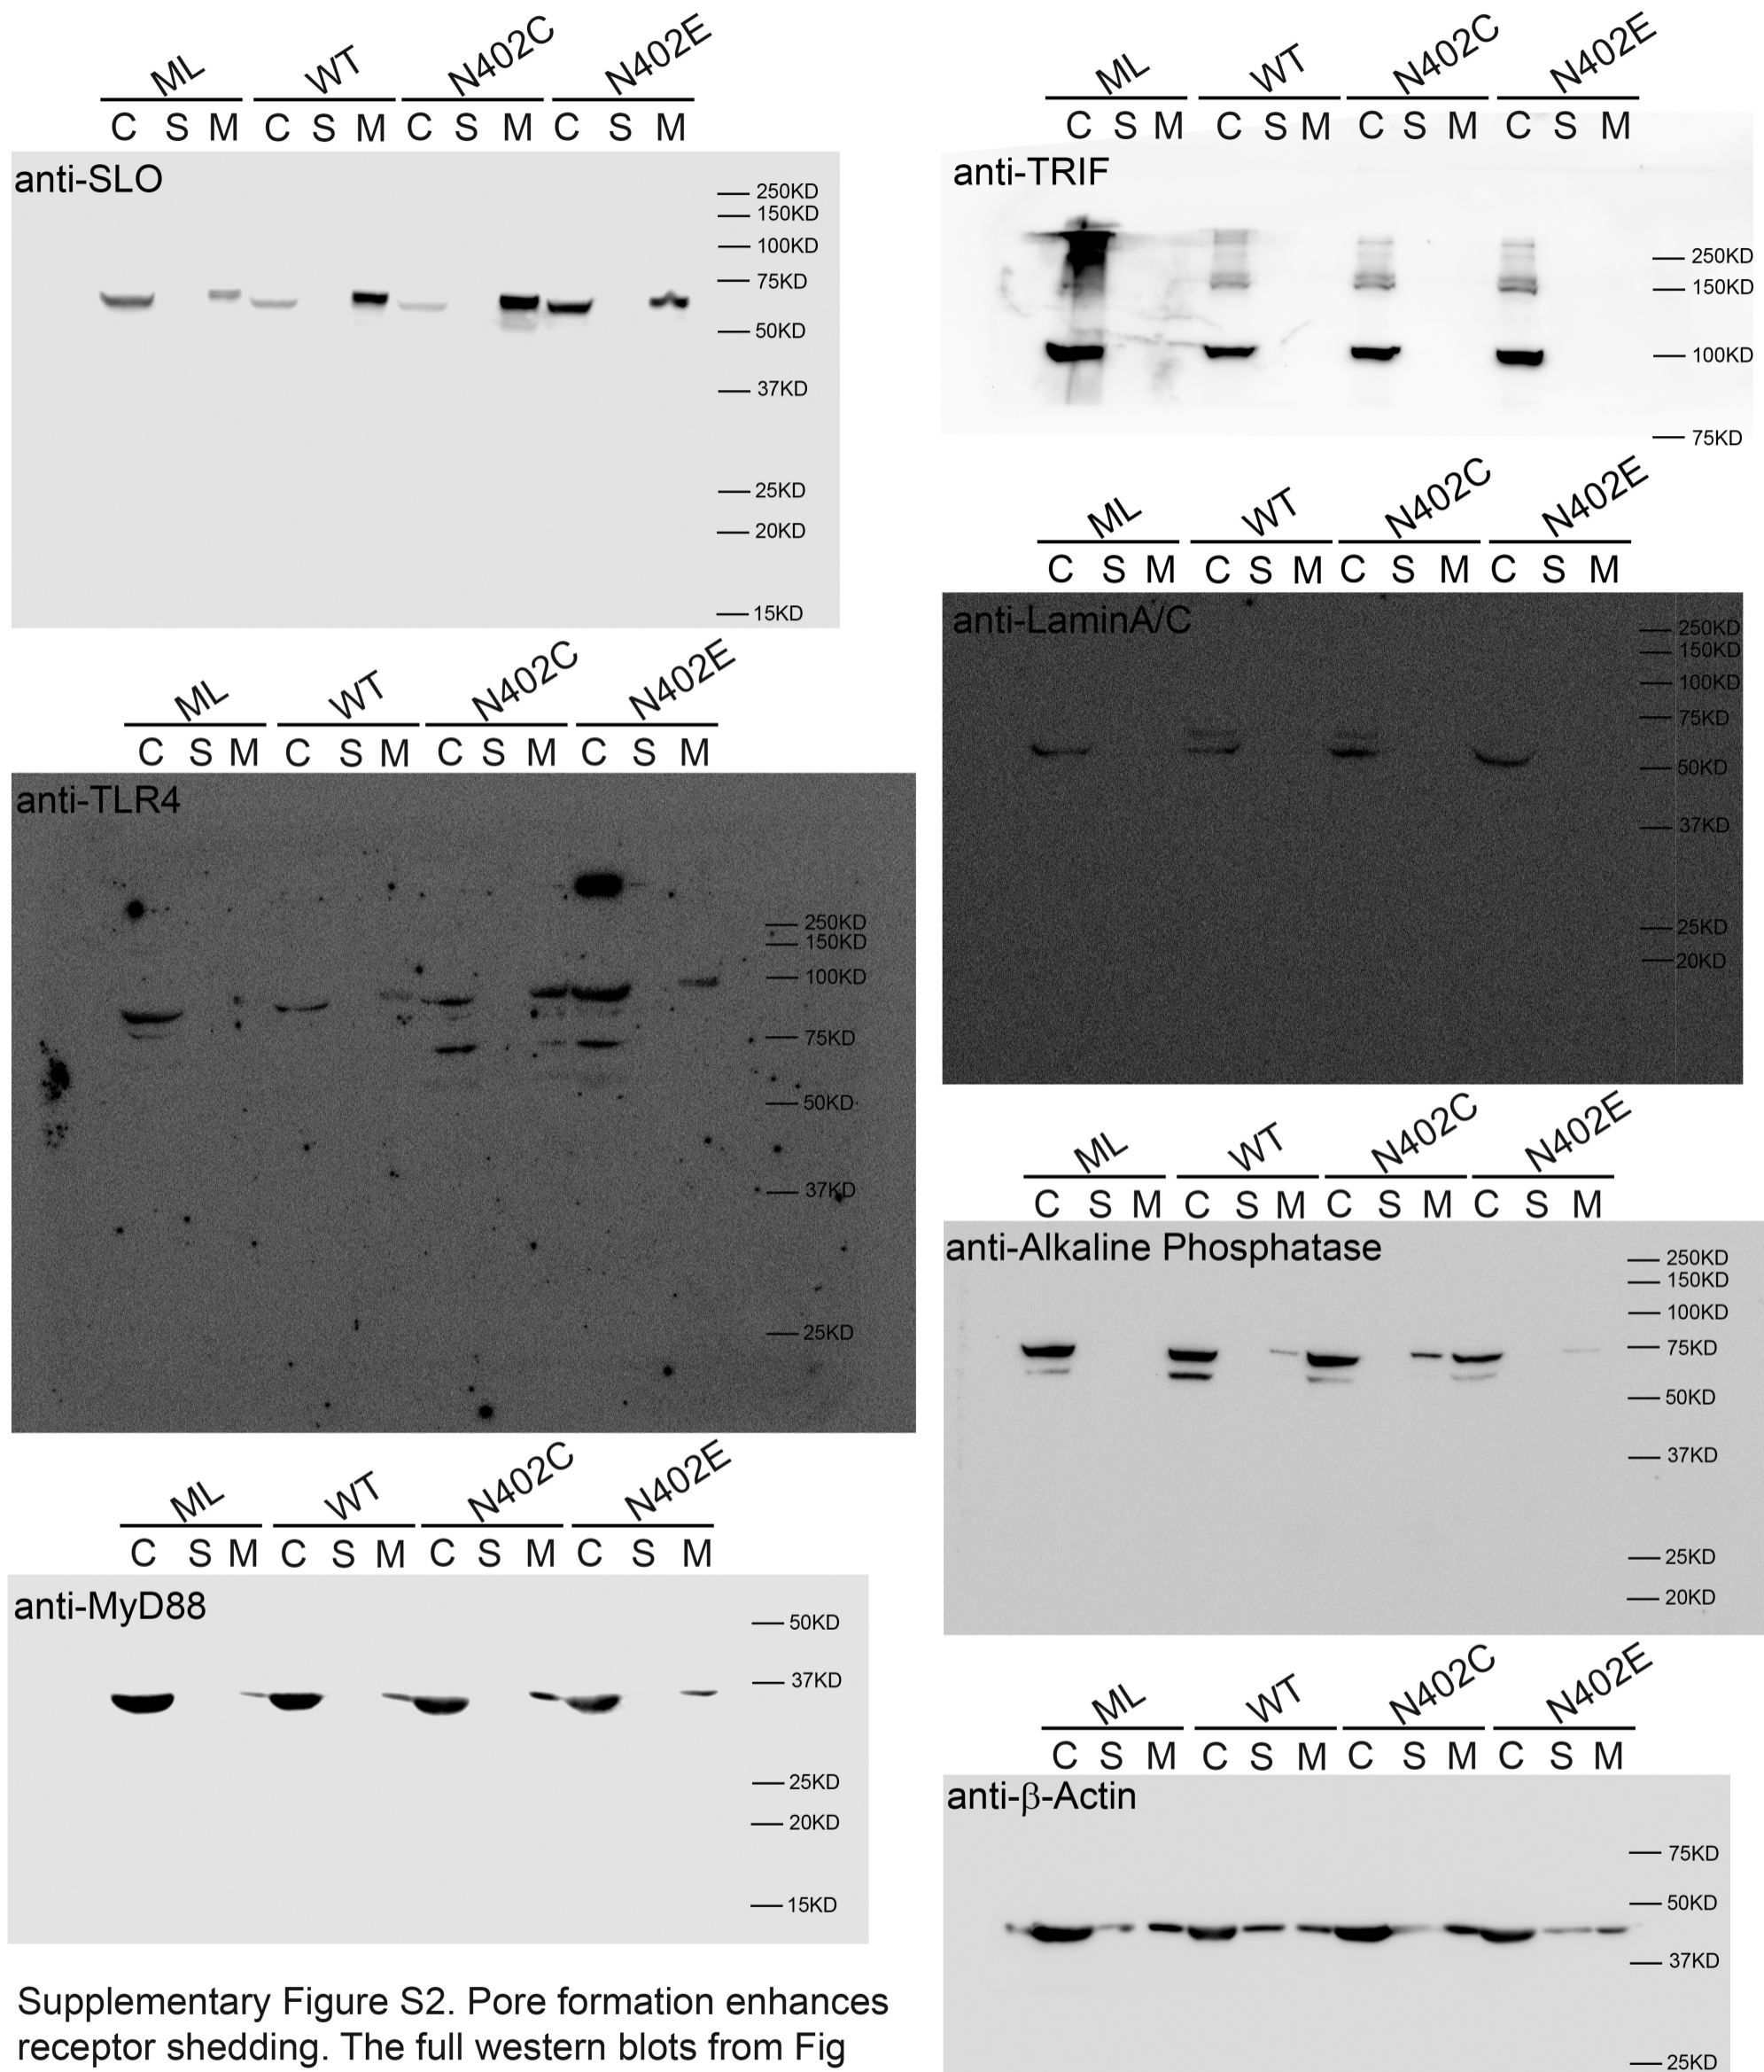 ML WT N402C N402E
C S M C S M C S M C S M
anti-SLO
250KD
150KD
100KD
75KD
50KD
37KD
25KD
20KD
15KD
ML WT N402C N402E
C S M C S M C S M C S M
anti-TLR4
250KD
150KD
100KD
75KD
50KD
37KD
25KD
ML WT N402C N402E
C S M C S M C S M C S M
anti-MyD88
50KD
37KD
25KD
20KD
15KD
Supplementary Figure S2. Pore formation enhances
receptor shedding. The full western blots from Fig
ML WT N402C N402E
C S M C S M C S M C S M
anti-TRIF
250KD
150KD
100KD
75KD
ML WT N402C N402E
C S M C S M C S M C S M
anti-LaminA/C
250KD
150KD
100KD
75KD
50KD
37KD
25KD
20KD
ML WT N402C N402E
C S M C S M C S M C S M
anti-Alkaline Phosphatase
250KD
150KD
100KD
75KD
50KD
37KD
25KD
20KD
ML WT N402C N402E
C S M C S M C S M C S M
anti-β-Actin
75KD
50KD
37KD
25KD